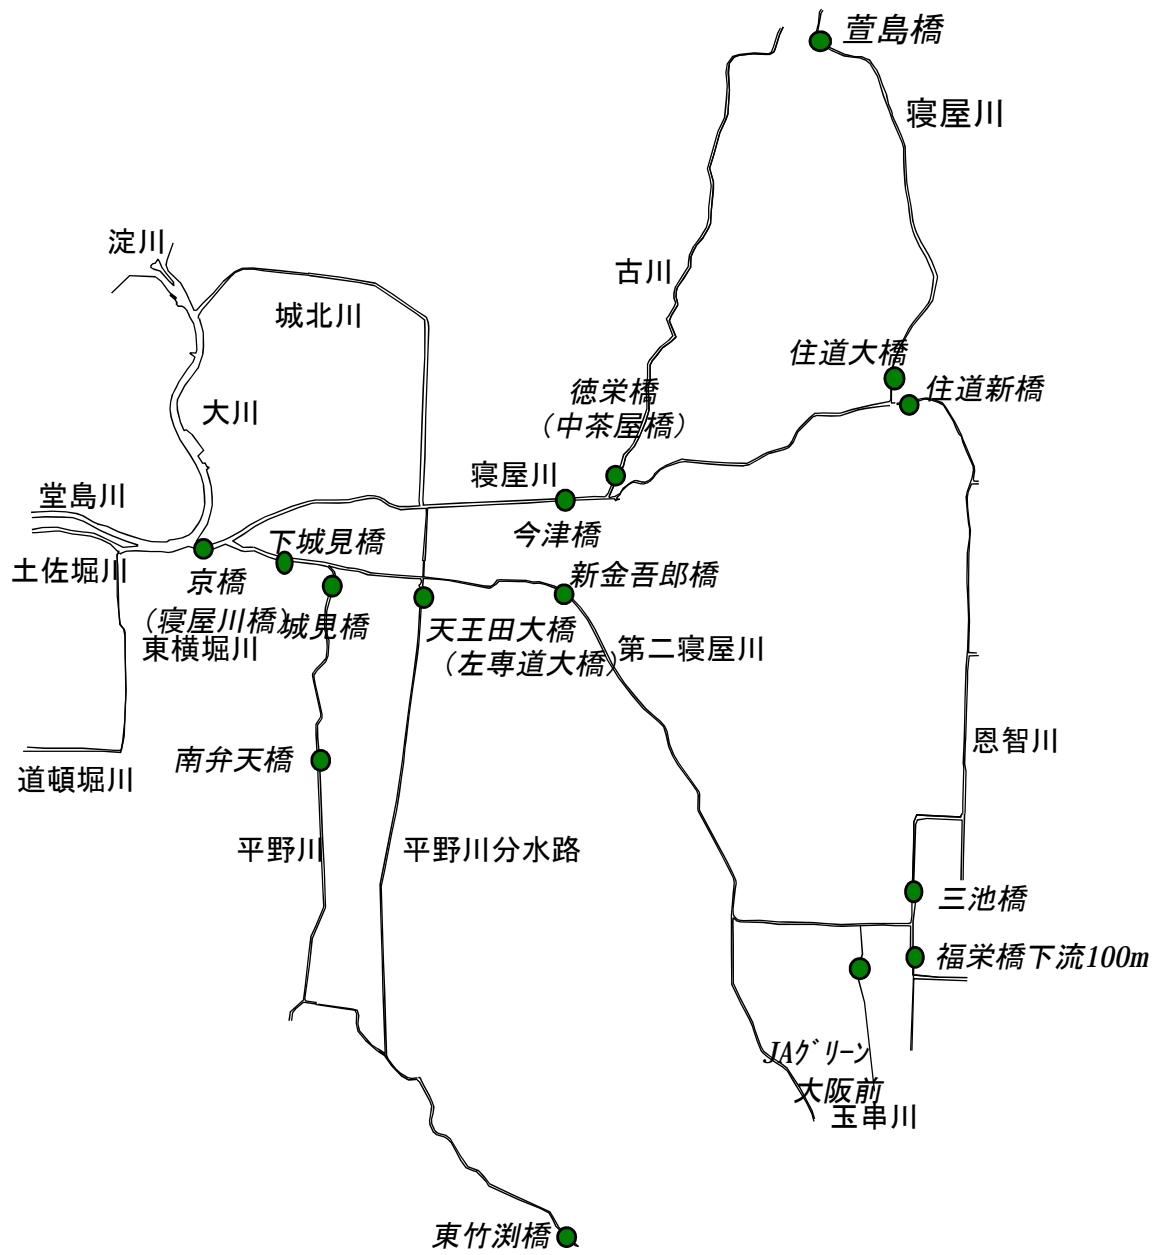 萱島橋
寝屋川
淀川
古川
城北川
住道大橋
住道新橋
徳栄橋
（中茶屋橋）
大川
寝屋川
堂島川
今津橋
下城見橋
土佐堀川
京橋
（寝屋川橋）
新金吾郎橋
城見橋
天王田大橋
（左専道大橋）
東横堀川
第二寝屋川
恩智川
南弁天橋
道頓堀川
平野川
平野川分水路
三池橋
福栄橋下流100m
JAｸﾞﾘｰﾝ
大阪前
玉串川
東竹渕橋